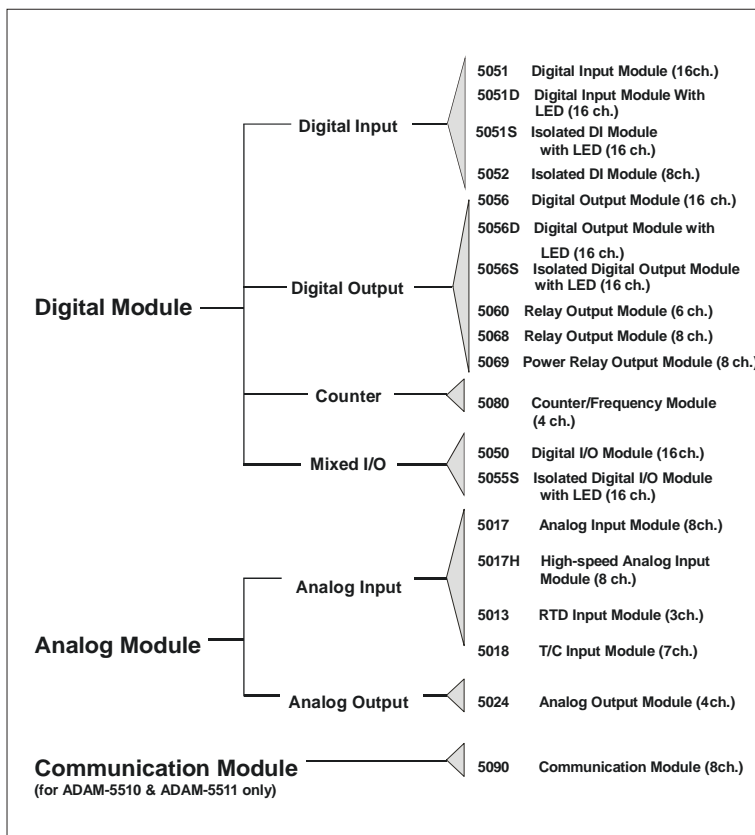 5051 Digital Input Module (16ch.)
5051D Digital Input Module With
LED (16 ch.)
Digital Input
5051S Isolated DI Module
with LED (16 ch.)
5052 Isolated DI Module (8ch.)
5056 Digital Output Module (16 ch.)
5056D Digital Output Module with
LED (16 ch.)
5056S Isolated Digital Output Module
with LED (16 ch.)
Digital Output
Digital Module
5060 Relay Output Module (6 ch.)
5068 Relay Output Module (8 ch.)
5069 Power Relay Output Module (8 ch.)
Counter
5080 Counter/Frequency Module
(4 ch.)
5050 Digital I/O Module (16ch.)
Mixed I/O
5055S Isolated Digital I/O Module
with LED (16 ch.)
5017 Analog Input Module (8ch.)
5017H High-speed Analog Input
Module (8 ch.)
Analog Input
5013 RTD Input Module (3ch.)
Analog Module
5018 T/C Input Module (7ch.)
Analog Output
5024 Analog Output Module (4ch.)
Communication Module
(for ADAM-5510 & ADAM-5511 only)
5090 Communication Module (8ch.)